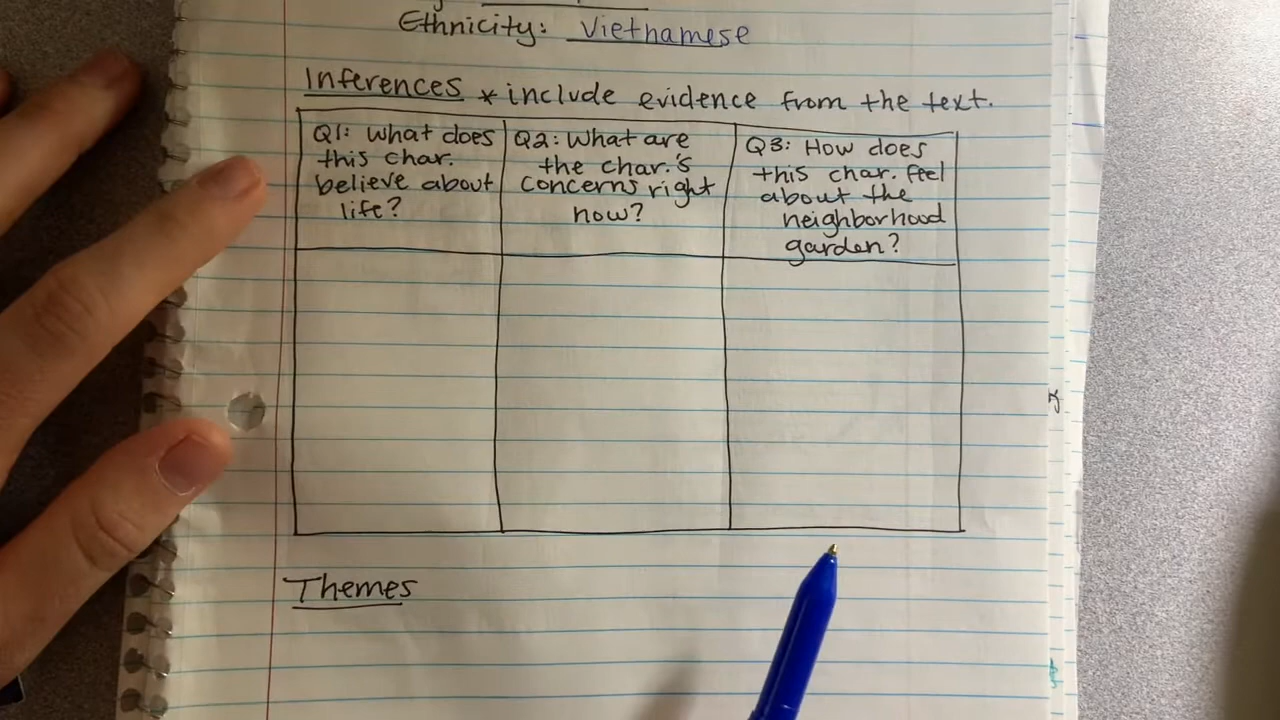 Ethnicity: Vietnamese
Inferences *include evidence from the text.
Q1: What does
this char.
believe about
life?
Q2: What are
the char.'s
concerns right
now?
Q3: How does
this char. feel
about the
neighborhood
garden?
Themes